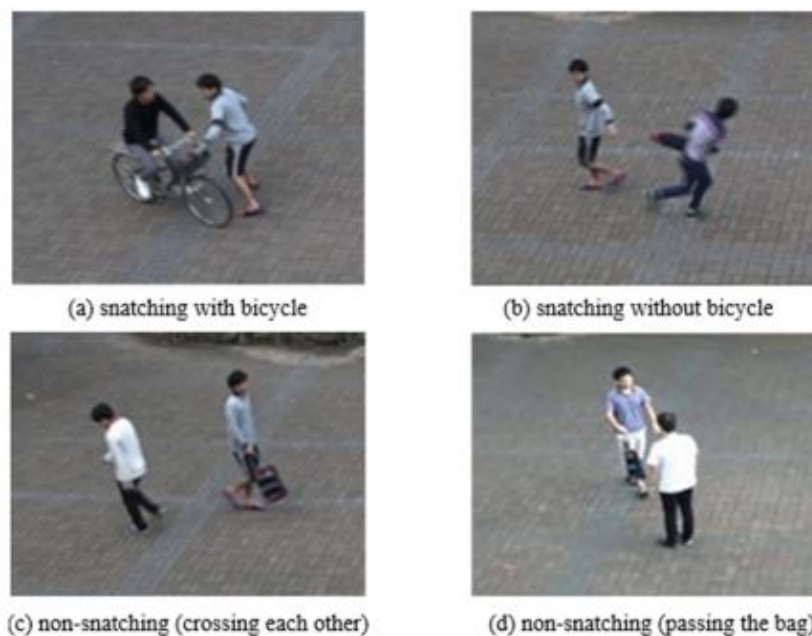 (a) snatching with bicycle
(b) snatching without bicycle
(c) non-snatching (crossing each other)
(d) non-snatching (passing the bag)